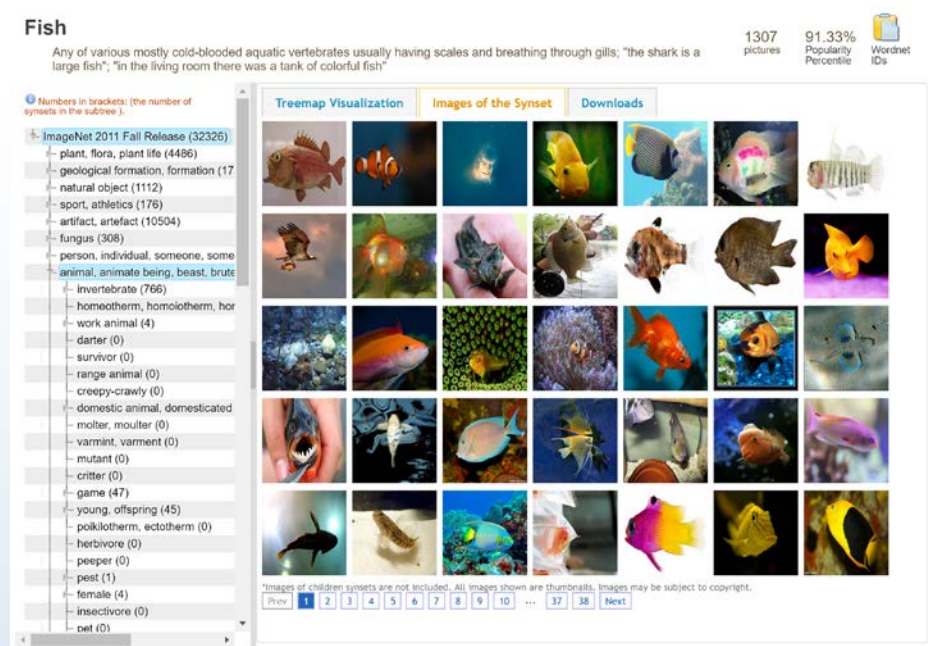 Fish
Any of various mostly cold-blooded aquatic vertebrates usually having scales and breathing through gills; "the shark is a
large fish"; "in the living room there was a tank of colorful fish"
1307
pictures
91.33%
Popularity
Percentile
Wordnet
IDs
Numbers in brackets: (the number of
synsets in the subtree ).
ImageNet 2011 Fall Release (32326)
plant, flora, plant life (4486)
geological formation, formation (17
natural object (1112)
sport, athletics (176)
artifact, artefact (10504)
fungus (308)
person, individual, someone, some
animal, animate being, beast, brute
invertebrate (766)
homeotherm, homoiotherm, hor
work animal (4)
darter (0)
survivor (0)
range animal (0)
creepy-crawly (0)
domestic animal, domesticated
molter, moulter (0)
varmint, varment (0)
mutant (0)
critter (0)
game (47)
young, offspring (45)
poikilotherm, ectotherm (0)
herbivore (0)
peeper (0)
pest (1)
female (4)
insectivore (0)
pet (0)
Treemap Visualization
Images of the Synset
Downloads
*Images of children synsets are not included. All images shown are thumbnails. Images may be subject to copyright.
Prev 1 2 3 4 5 6 7 8 9 10 ... 37 38 Next